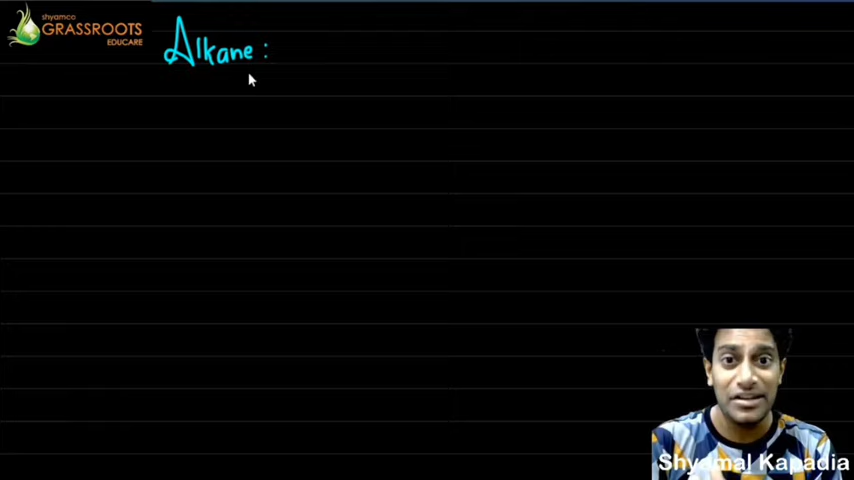 shyamco
GRASSROOTS
EDUCARE
Alkane :
Shyamal Kapadia